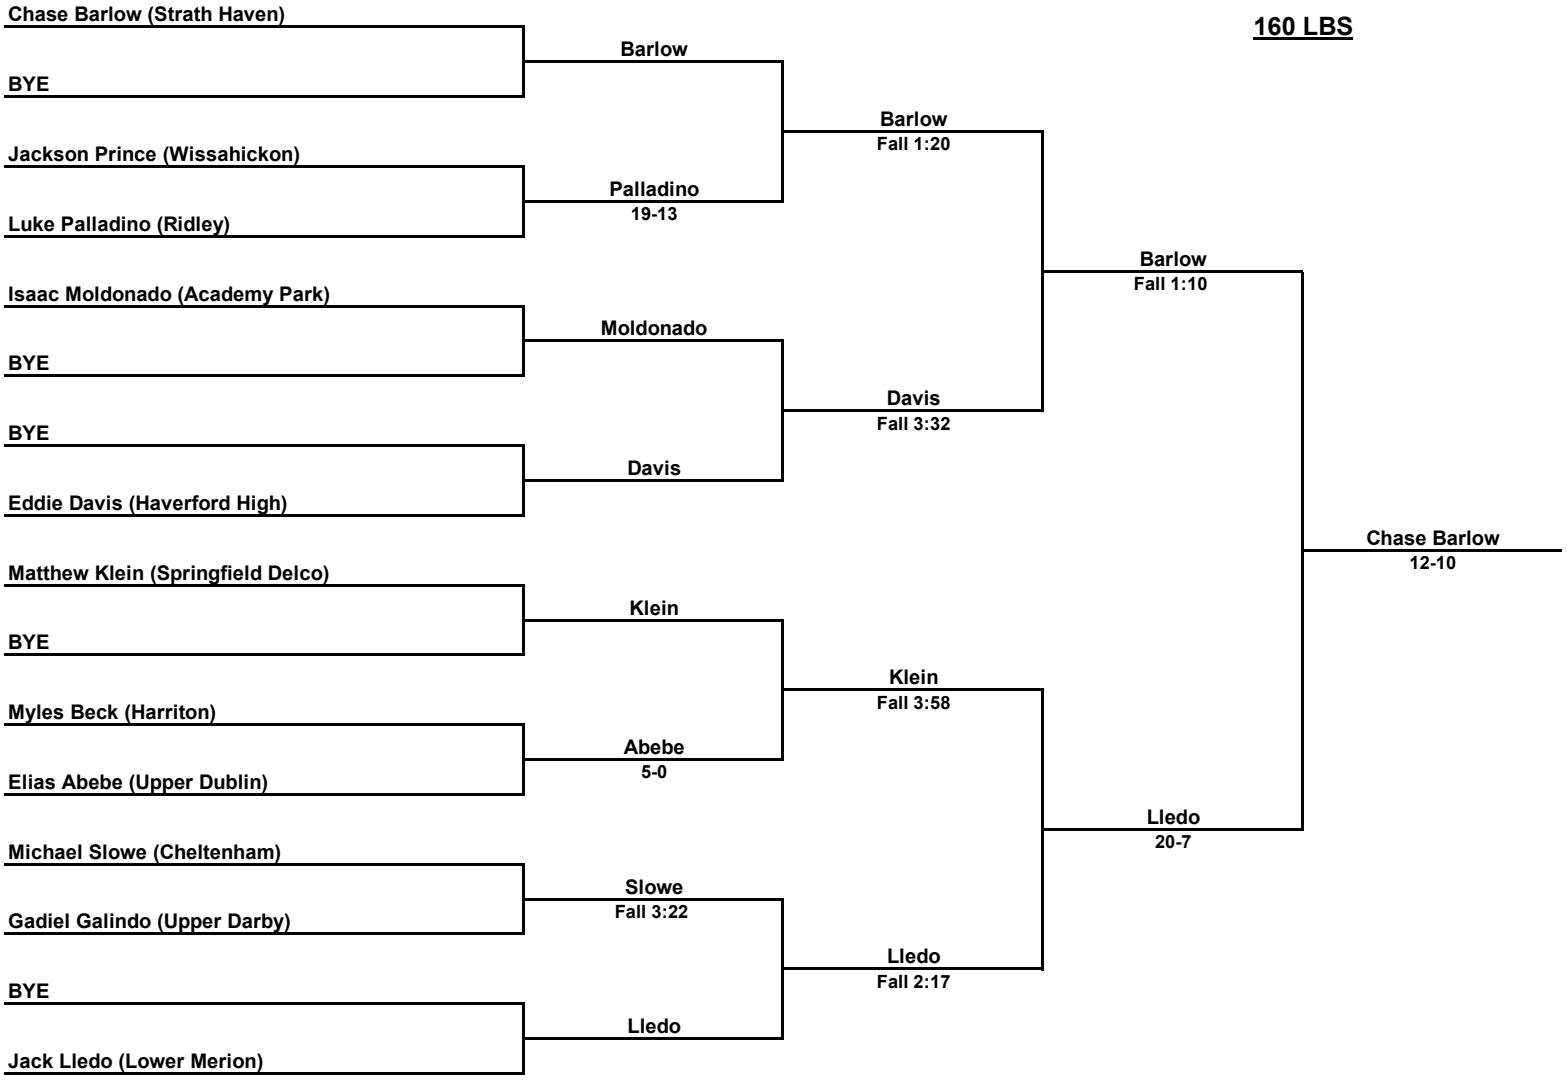 160 LBS
Chase Barlow (Strath Haven)
BYE
Jackson Prince (Wissahickon)
Luke Palladino (Ridley)
Isaac Moldonado (Academy Park)
BYE
BYE
Eddie Davis (Haverford High)
Matthew Klein (Springfield Delco)
BYE
Myles Beck (Harriton)
Elias Abebe (Upper Dublin)
Michael Slowe (Cheltenham)
Gadiel Galindo (Upper Darby)
BYE
Jack Lledo (Lower Merion)
Barlow
Palladino
19-13
Moldonado
Davis
Klein
Abebe
5-0
Slowe
Fall 3:22
Lledo
Barlow
Fall 1:20
Davis
Fall 3:32
Klein
Fall 3:58
Lledo
Fall 2:17
Barlow
Fall 1:10
Lledo
20-7
Chase Barlow
12-10